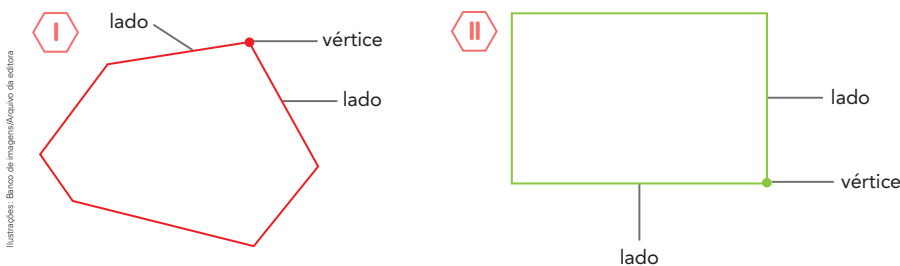 I
lado
vértice
lado
II
lado
vértice
lado
Ilustrações: Banco de imagens/Arquivo da editora